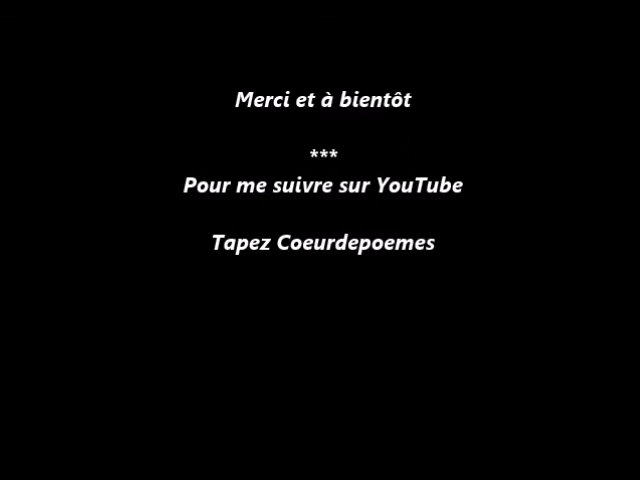 Merci et à bientôt
***
Pour me suivre sur YouTube
Tapez Coeurdepoemes